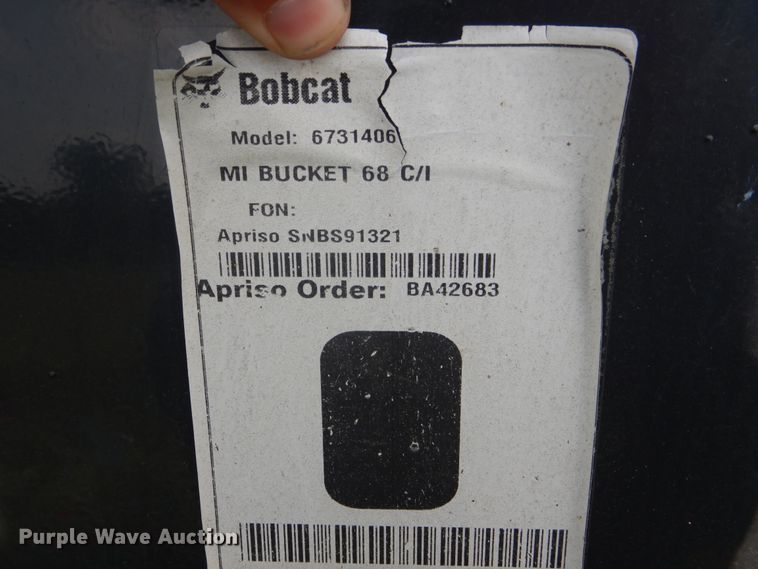 Bobcat
Model: 6731406
MI BUCKET 68 C/I
FON:
Apriso SNBS91321
Apriso Order: BA42683
Purple Wave Auction